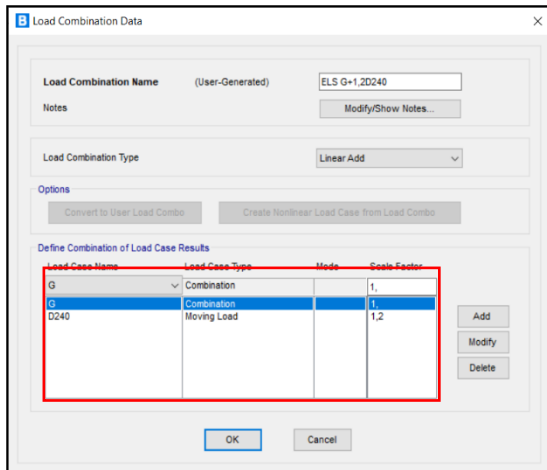 B Load Combination Data
Load Combination Name (User-Generated) ELS G+1,2D240
Notes Modify/Show Notes...
Load Combination Type Linear Add
Options
Convert to User Load Combo Create Nonlinear Load Case from Load Combo
Define Combination of Load Case Results
Load Case Name Load Case Type Mode Scale Factor
G Combination 1,
G Combination 1,
D240 Moving Load 1,2
Add
Modify
Delete
OK Cancel